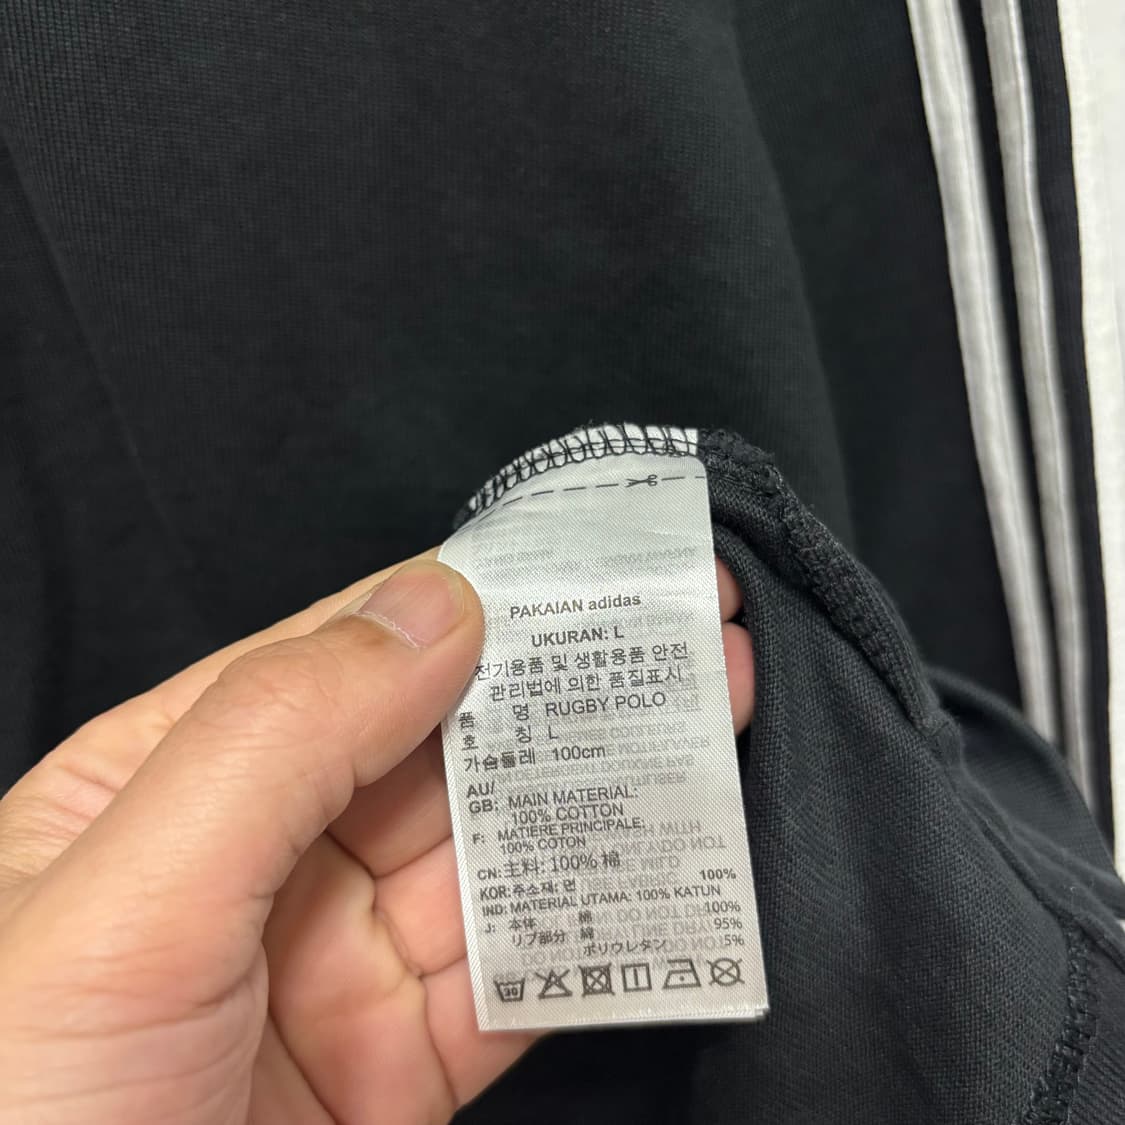 PAKAIAN adidas
UKURAN: L
전기용품 및 생활용품 안전
관리법에 의한 품질표시
품 명 RUGBY POLO
호 칭 L
가슴둘레 100cm
AU/
GB: MAIN MATERIAL:
100% COTTON
F: MATIERE PRINCIPALE:
100% COTON
CN: 主料: 100% 棉
KOR: 주소재: 면 100%
IND: MATERIAL UTAMA: 100% KATUN
J: 本体 綿 100%
リブ部分 綿 95%
ポリウレタン 5%
30